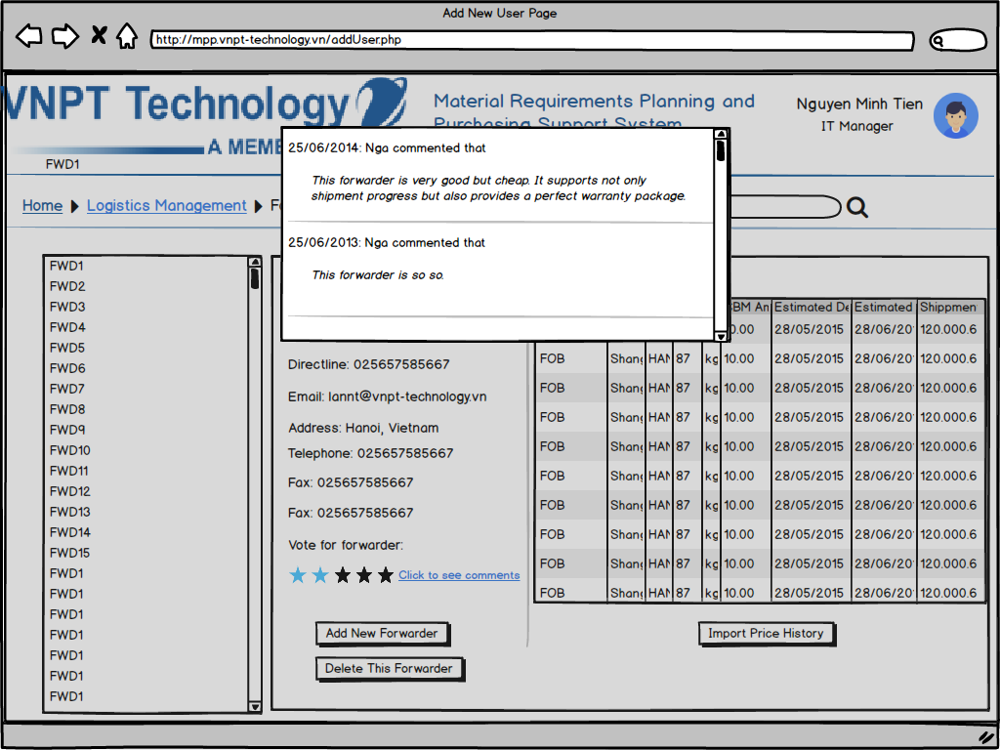 Add New User Page
http://mpp.vnpt-technology.vn/addUser.php
VNPT Technology
A MEMB
Material Requirements Planning and
Purchasing Support System
Nguyen Minh Tien
IT Manager
FWD1
Home Logistics Management
25/06/2014: Nga commented that
This forwarder is very good but cheap. It supports not only
shipment progress but also provides a perfect warranty package.
25/06/2013: Nga commented that
This forwarder is so so.
FWD1
FWD2
FWD3
FWD4
FWD5
FWD6
FWD7
FWD8
FWD9
FWD10
FWD11
FWD12
FWD13
FWD14
FWD15
FWD1
FWD1
FWD1
FWD1
FWD1
FWD1
FWD1
Directline: 025657585667
Email: lannt@vnpt-technology.vn
Address: Hanoi, Vietnam
Telephone: 025657585667
Fax: 025657585667
Fax: 025657585667
Vote for forwarder:
Click to see comments
Add New Forwarder
Delete This Forwarder
BM Am Estimated De Estimated Shippmen
0.00 28/05/2015 28/06/20 120.000.6
FOB Shang HAN 87 kg 10.00 28/05/2015 28/06/20 120.000.6
FOB Shang HAN 87 kg 10.00 28/05/2015 28/06/20 120.000.6
FOB Shang HAN 87 kg 10.00 28/05/2015 28/06/20 120.000.6
FOB Shang HAN 87 kg 10.00 28/05/2015 28/06/20 120.000.6
FOB Shang HAN 87 kg 10.00 28/05/2015 28/06/20 120.000.6
FOB Shang HAN 87 kg 10.00 28/05/2015 28/06/20 120.000.6
FOB Shang HAN 87 kg 10.00 28/05/2015 28/06/20 120.000.6
FOB Shang HAN 87 kg 10.00 28/05/2015 28/06/20 120.000.6
FOB Shang HAN 87 kg 10.00 28/05/2015 28/06/20 120.000.6
Import Price History